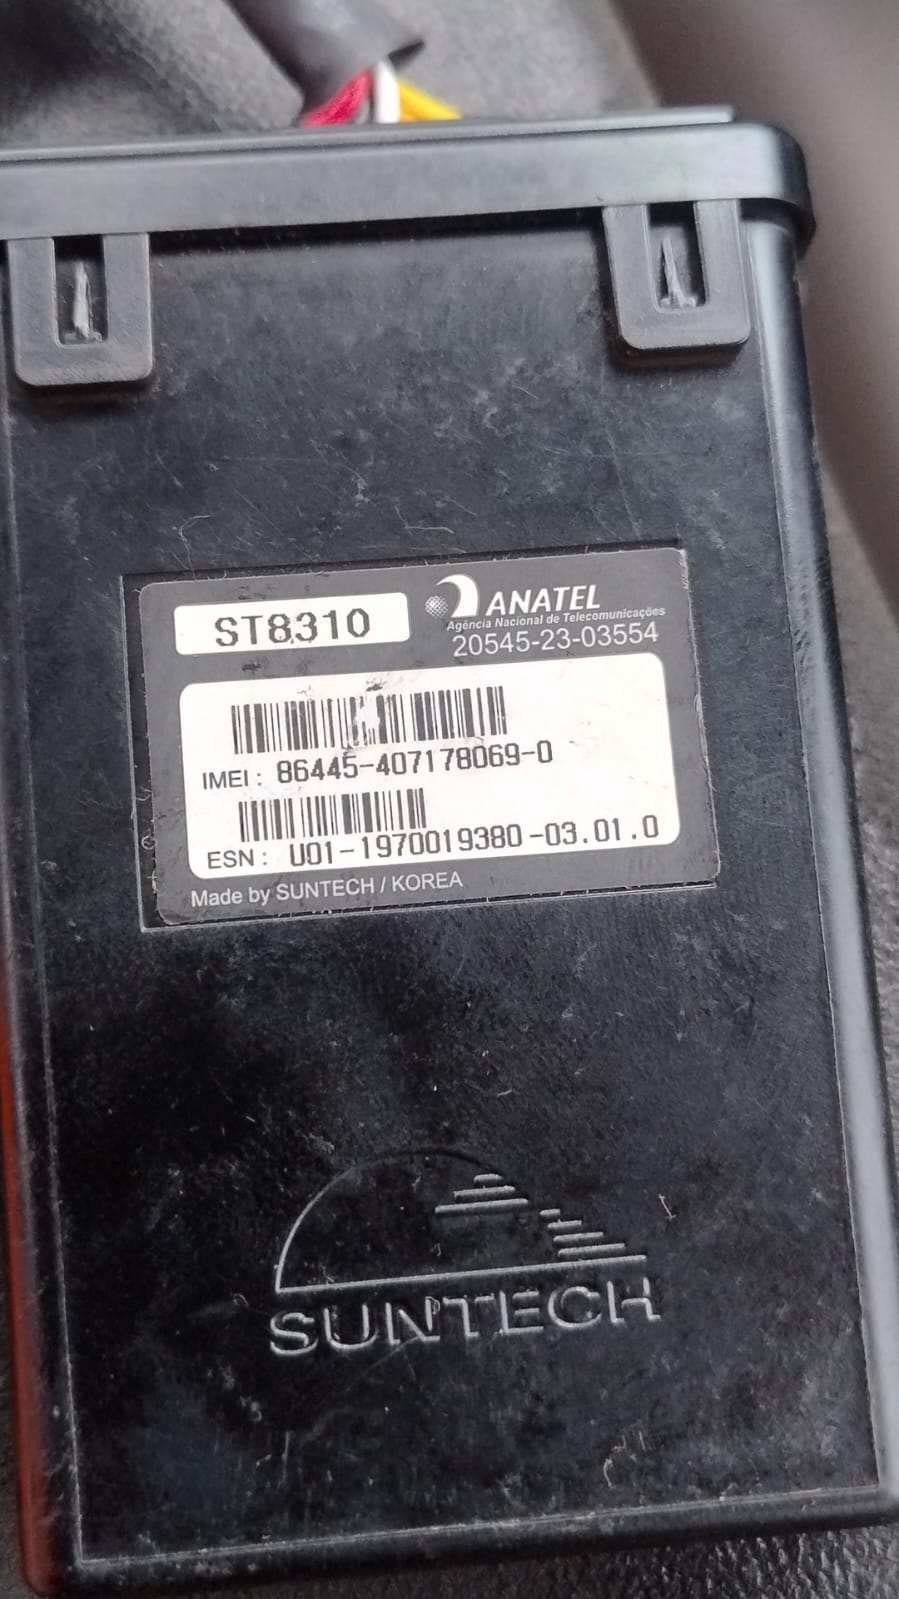 ST8310
ANATEL
Agência Nacional de Telecomunicações
20545-23-03554
IMEI: 86445-407178069-0
ESN: U01-1970019380-03.01.0
Made by SUNTECH / KOREA
SUNTECH